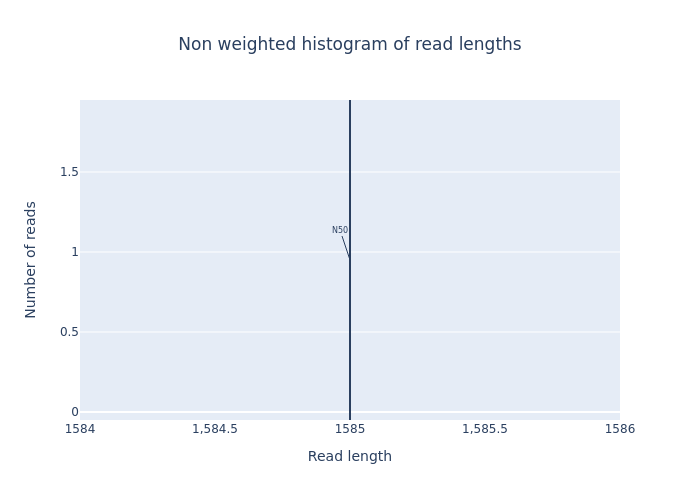 Non weighted histogram of read lengths
Number of reads
1.5
1
0.5
0
N50
1584
1,584.5
1585
1,585.5
1586
Read length